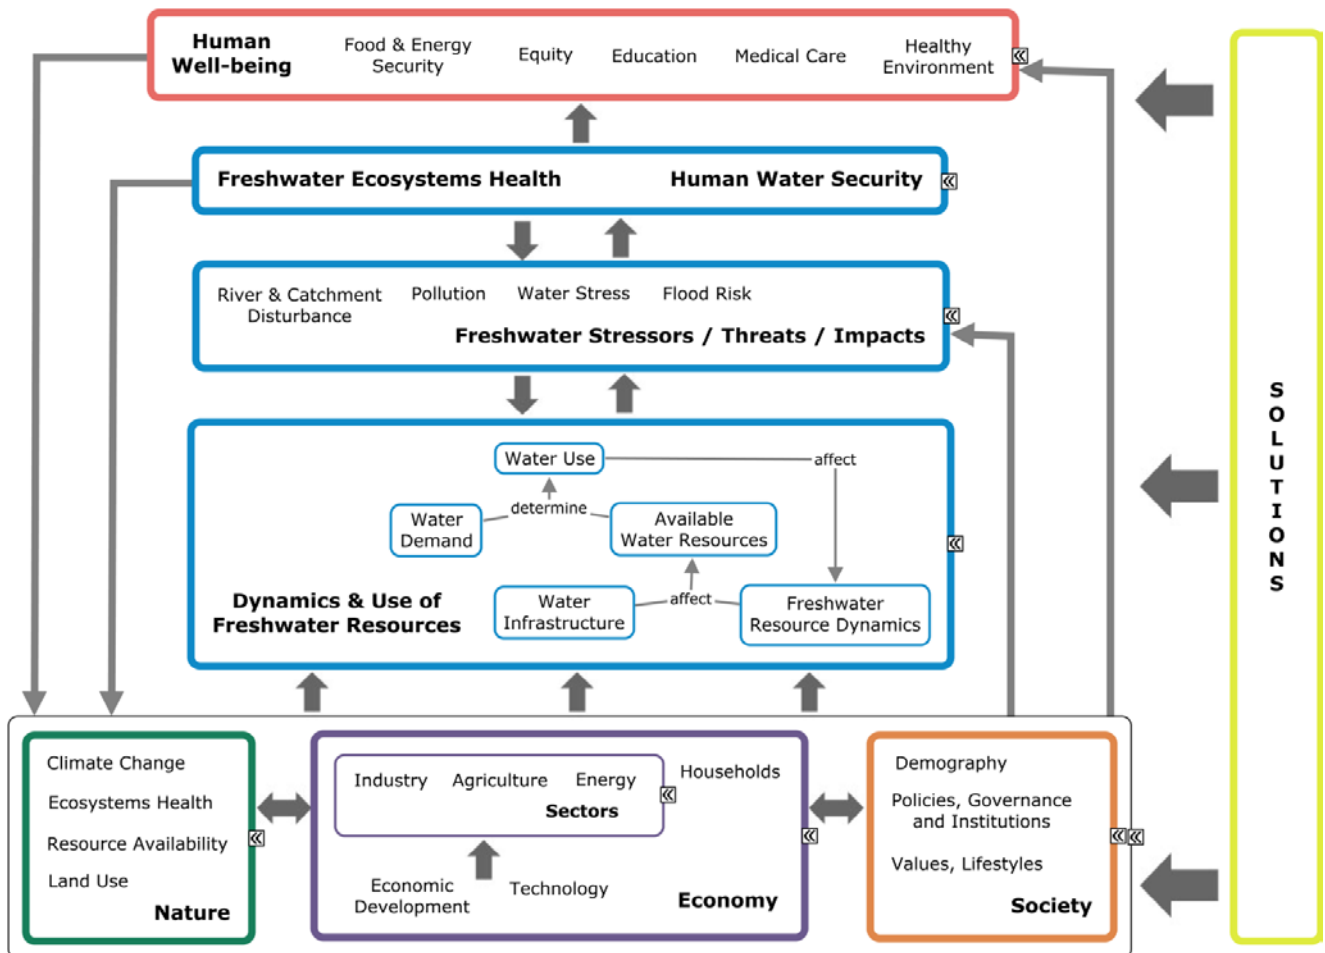 Human
Well-being
Food & Energy
Security
Equity
Education
Medical Care
Healthy
Environment
Freshwater Ecosystems Health
Human Water Security
River & Catchment
Disturbance
Pollution
Water Stress
Flood Risk
Freshwater Stressors / Threats / Impacts
Water Use
affect
determine
Water
Demand
Available
Water Resources
Dynamics & Use of
Freshwater Resources
Water
Infrastructure
affect
Freshwater
Resource Dynamics
Climate Change
Ecosystems Health
Resource Availability
Land Use
Nature
Industry
Agriculture
Energy
Sectors
Households
Economic
Development
Technology
Economy
Demography
Policies, Governance
and Institutions
Values, Lifestyles
Society
SOLUTIONS